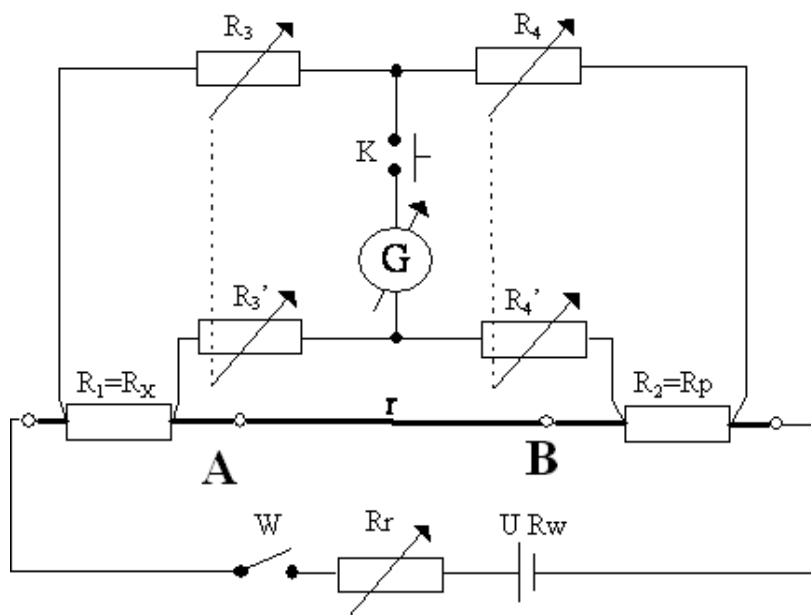 R₃ R₄
K
G
R₃' R₄'
R₁=Rx R₂=Rp
r
A B
W Rr U Rw